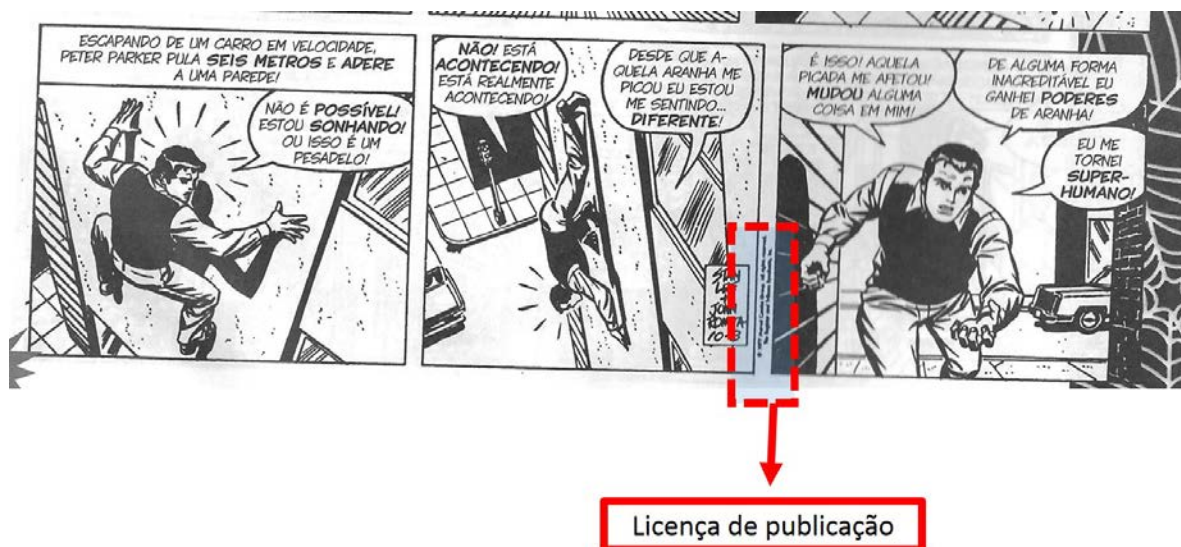 ESCAPANDO DE UM CARRO EM VELOCIDADE,
PETER PARKER PULA SEIS METROS E ADERE
A UMA PAREDE!
NÃO É POSSÍVEL!
ESTOU SONHANDO!
OU ISSO É UM
PESADELO!
NÃO! ESTÁ
ACONTECENDO!
ESTÁ REALMENTE
ACONTECENDO!
DESDE QUE A-
QUELA ARANHA ME
PICOU EU ESTOU
ME SENTINDO...
DIFERENTE!
STAN
LEE
JOHN
ROMITA
10-8
É ISSO! AQUELA
PICADA ME AFETOU!
MUDOU ALGUMA
COISA EM MIM!
DE ALGUMA FORMA
INACREDITÁVEL EU
GANHEI PODERES
DE ARANHA!
EU ME
TORNEI
SUPER-
HUMANO!
Licença de publicação